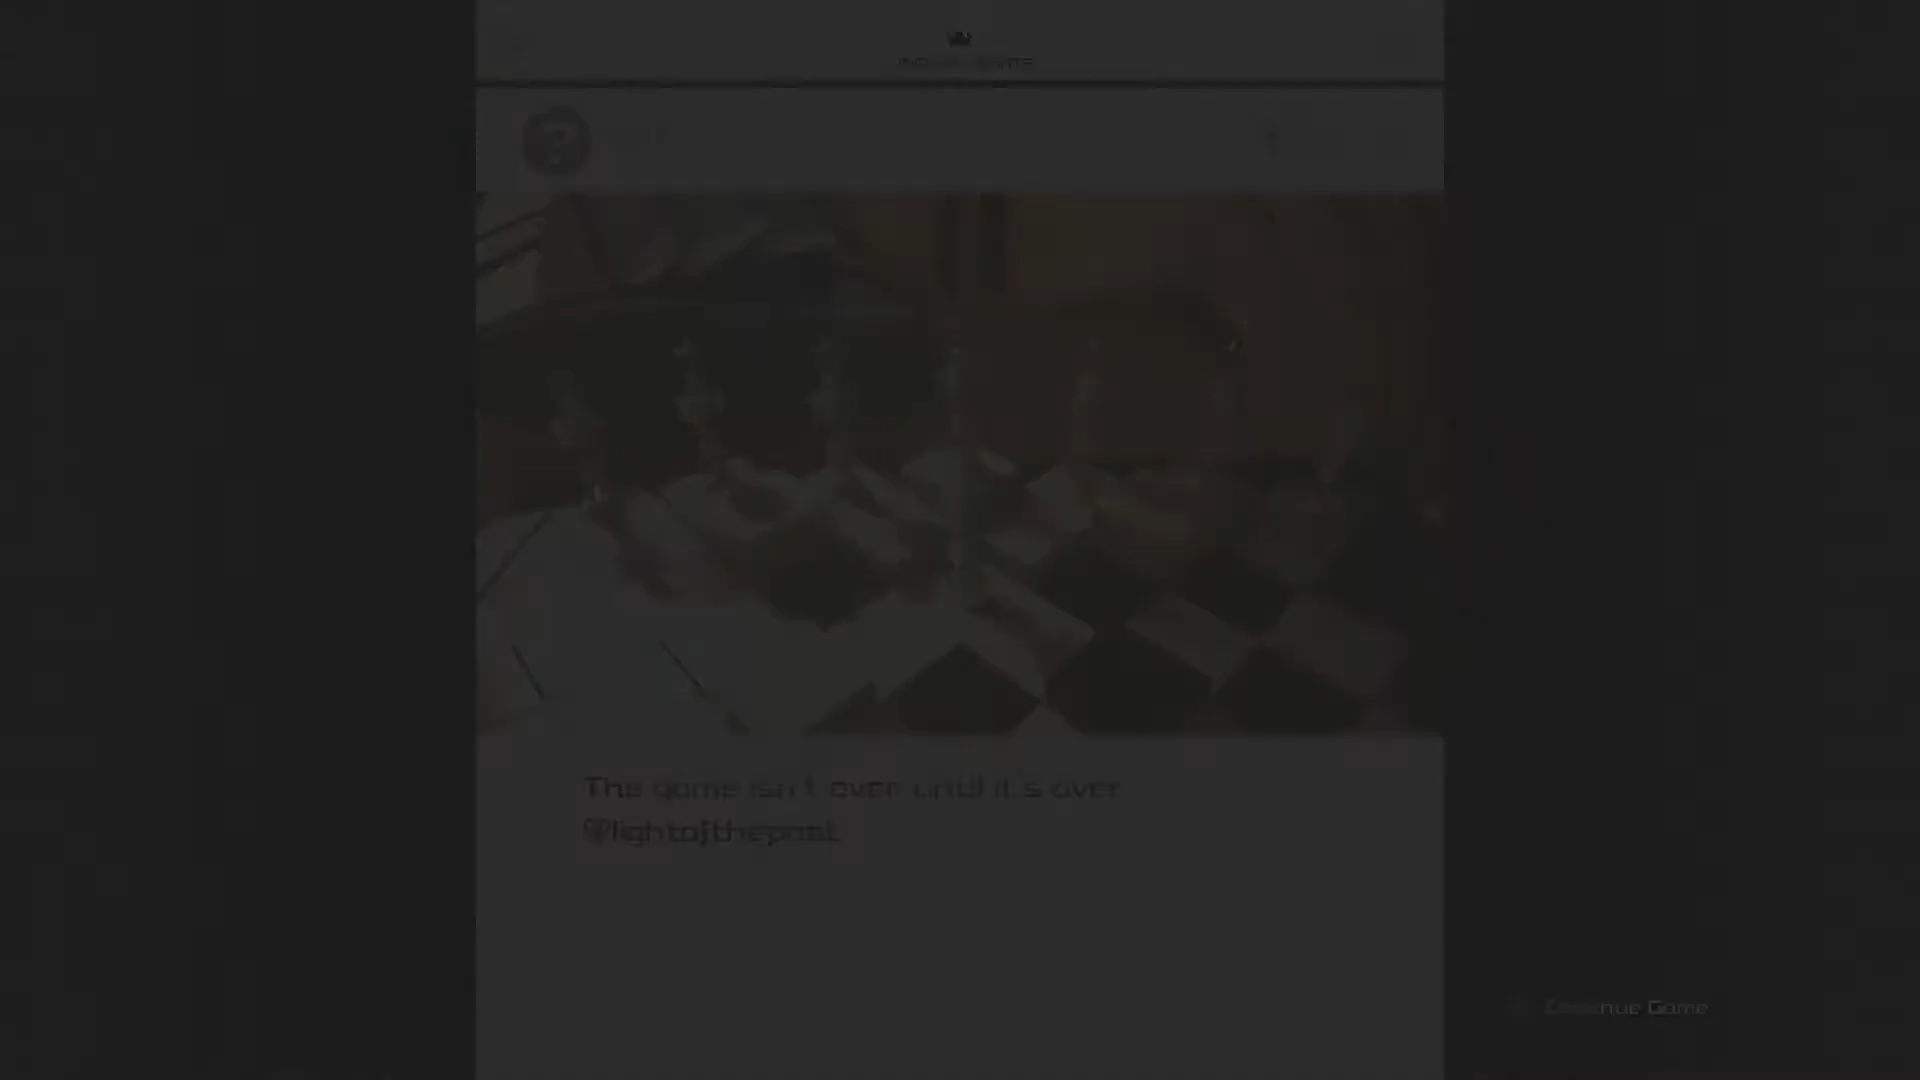 The game isn't over until it's over
@lightofthepast
Continue Game